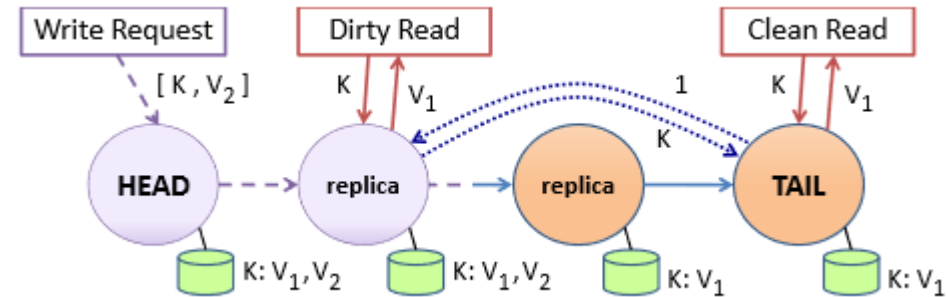 Write Request
Dirty Read
Clean Read
[ K , V₂ ]
K
V₁
1
K
K
V₁
HEAD
replica
replica
TAIL
K: V₁, V₂
K: V₁, V₂
K: V₁
K: V₁